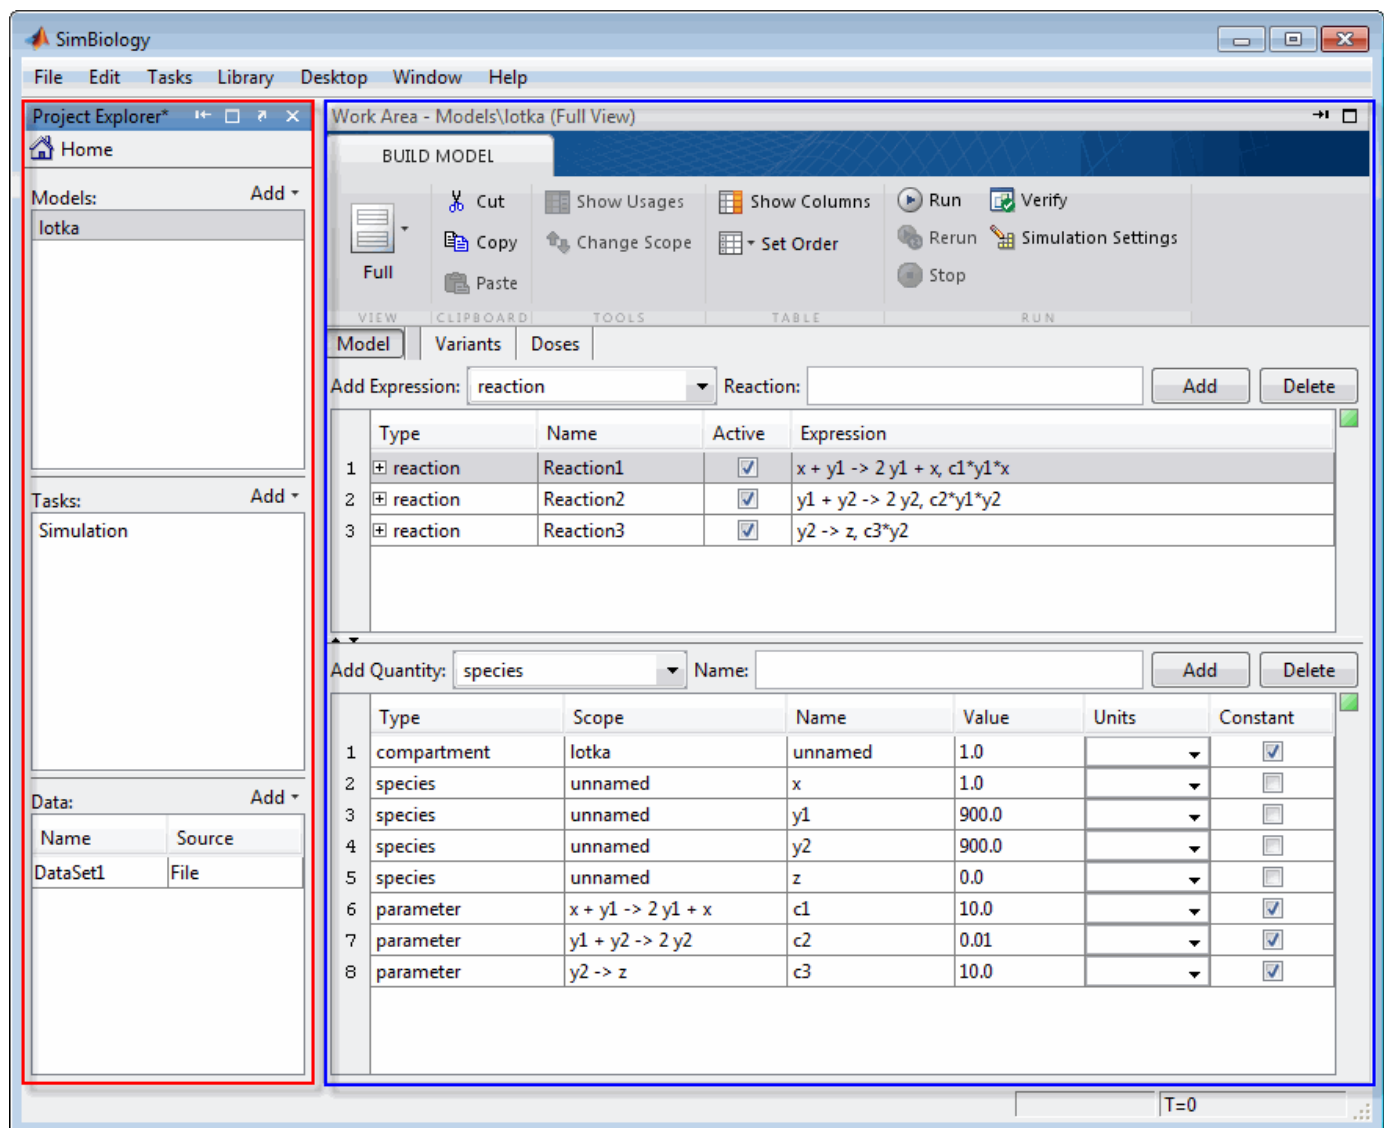 SimBiology
File Edit Tasks Library Desktop Window Help
Project Explorer*
Home
Models: Add
lotka
Tasks: Add
Simulation
Data: Add
Name Source
DataSet1 File
Work Area - Models\lotka (Full View)
BUILD MODEL
Full
VIEW
Cut
Copy
Paste
CLIPBOARD
Show Usages
Change Scope
TOOLS
Show Columns
Set Order
TABLE
Run Verify
Rerun Simulation Settings
Stop
RUN
Model Variants Doses
Add Expression: reaction Reaction: Add Delete
Type Name Active Expression
1 reaction Reaction1 x + y1 -> 2 y1 + x, c1*y1*x
2 reaction Reaction2 y1 + y2 -> 2 y2, c2*y1*y2
3 reaction Reaction3 y2 -> z, c3*y2
Add Quantity: species Name: Add Delete
Type Scope Name Value Units Constant
1 compartment lotka unnamed 1.0
2 species unnamed x 1.0
3 species unnamed y1 900.0
4 species unnamed y2 900.0
5 species unnamed z 0.0
6 parameter x + y1 -> 2 y1 + x c1 10.0
7 parameter y1 + y2 -> 2 y2 c2 0.01
8 parameter y2 -> z c3 10.0
T=0